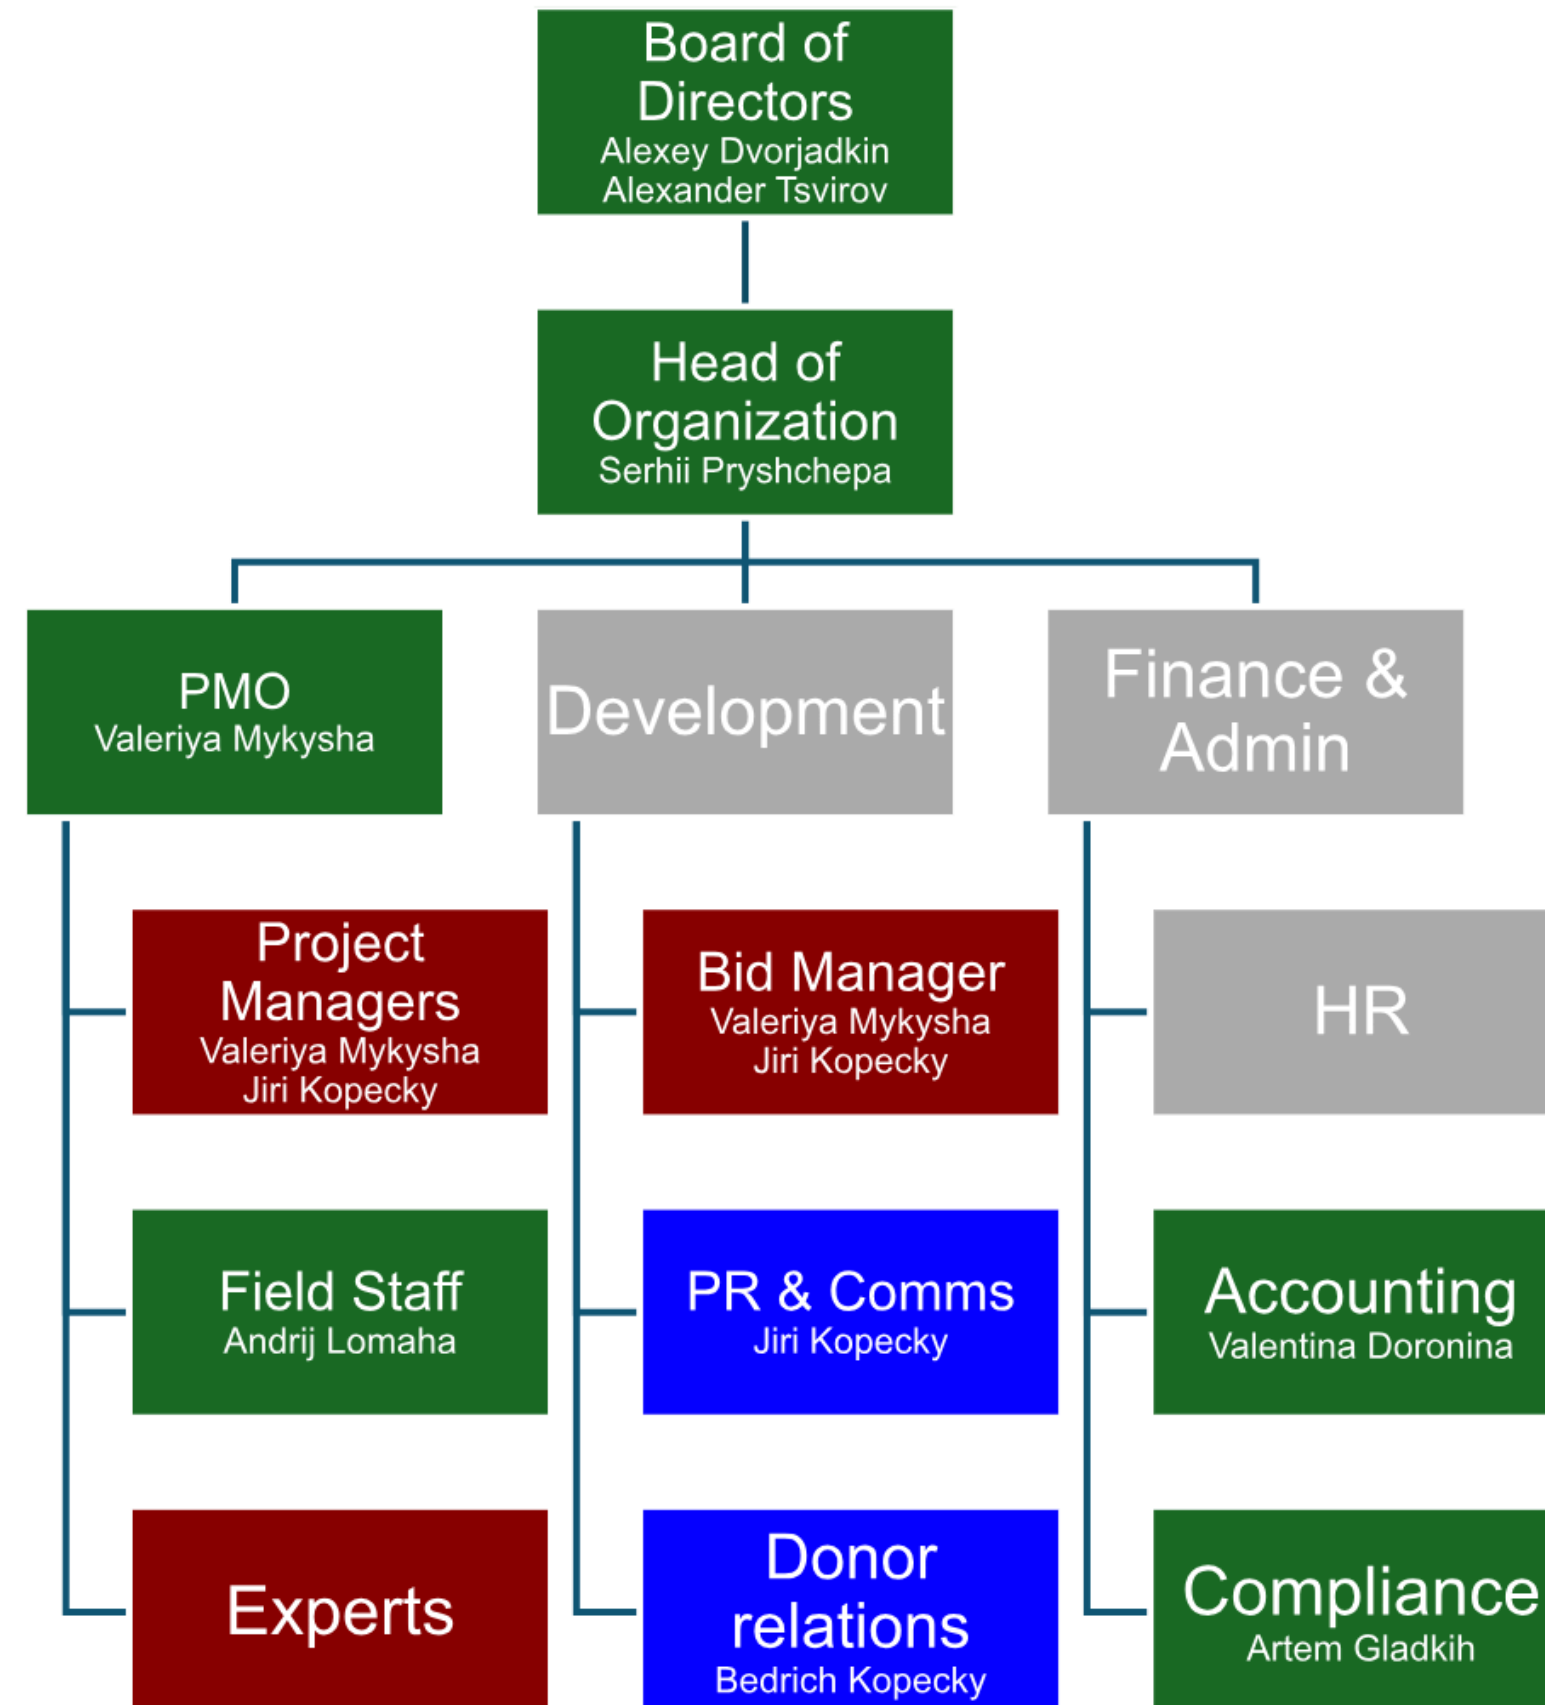 Board of
Directors
Alexey Dvorjadkin
Alexander Tsvirov
Head of
Organization
Serhii Pryshchepa
PMO
Valeriya Mykysha
Development
Finance &
Admin
Project
Managers
Valeriya Mykysha
Jiri Kopecky
Bid Manager
Valeriya Mykysha
Jiri Kopecky
HR
Field Staff
Andrij Lomaha
PR & Comms
Jiri Kopecky
Accounting
Valentina Doronina
Experts
Donor
relations
Bedrich Kopecky
Compliance
Artem Gladkih